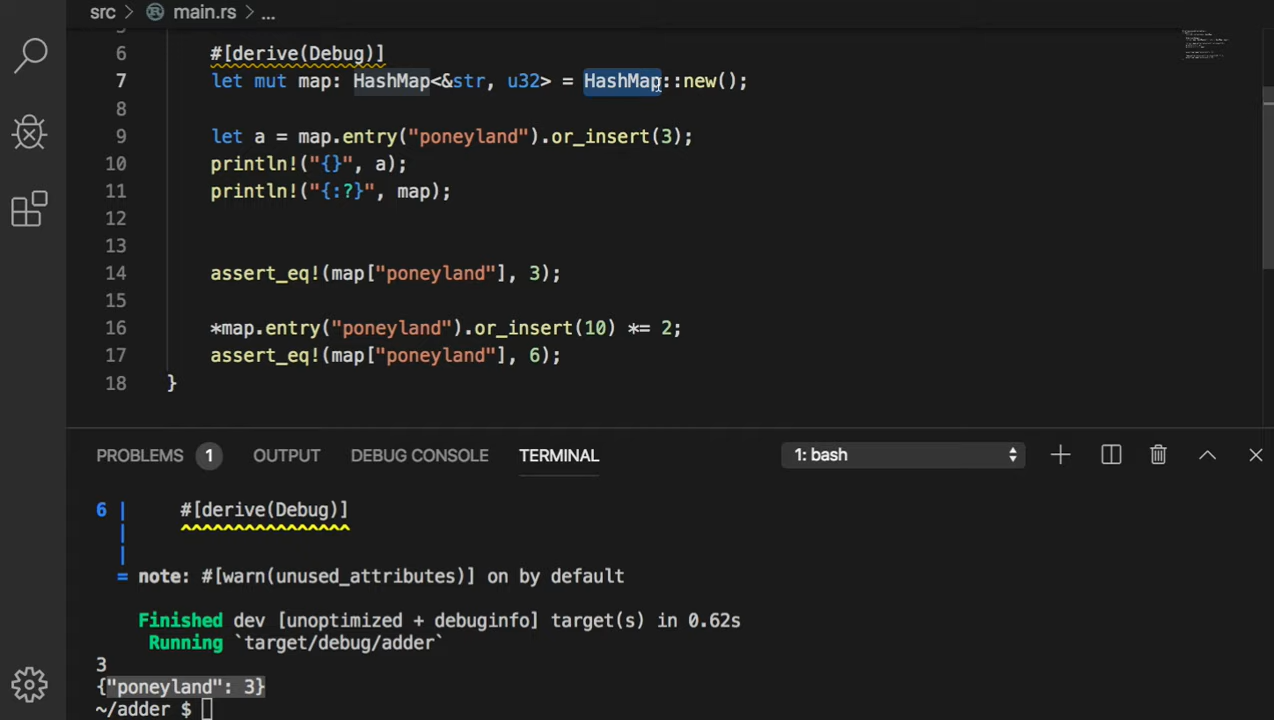 src > main.rs > ...
6 #[derive(Debug)]
7 let mut map: HashMap<&str, u32> = HashMap::new();
8
9 let a = map.entry("poneyland").or_insert(3);
10 println!("{}", a);
11 println!("{:?}", map);
12
13
14 assert_eq!(map["poneyland"], 3);
15
16 *map.entry("poneyland").or_insert(10) *= 2;
17 assert_eq!(map["poneyland"], 6);
18 }
PROBLEMS 1 OUTPUT DEBUG CONSOLE TERMINAL 1: bash
6 | #[derive(Debug)]
| ^^^^^^^^^^^^^^^^
|
= note: #[warn(unused_attributes)] on by default
Finished dev [unoptimized + debuginfo] target(s) in 0.62s
Running `target/debug/adder`
3
{"poneyland": 3}
~/adder $